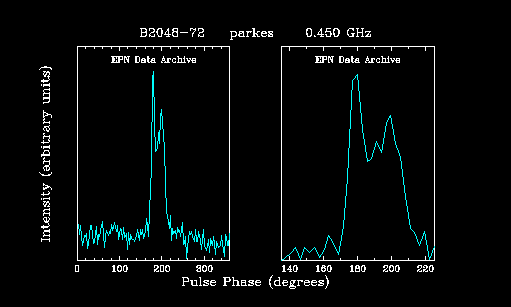 B2048-72 parkes 0.450 GHz
EPN Data Archive EPN Data Archive
Intensity (arbitrary units)
0 100 200 300 140 160 180 200 220
Pulse Phase (degrees)